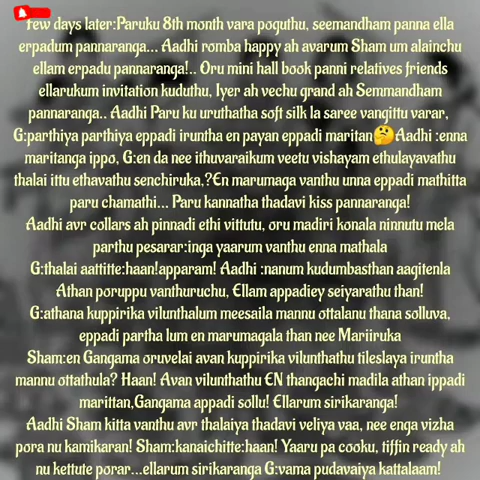 Few days later:Paruku 8th month vara poguthu, seemandham panna ella
erpadum pannaranga... Aadhi romba happy ah avarum Sham um alainchu
ellam erpadu pannaranga!.. Oru mini hall book panni relatives friends
ellarukum invitation kuduthu, Iyer ah vechu grand ah Semmandham
pannaranga.. Aadhi Paru ku uruthatha soft silk la saree vangittu varar,
G:parthiya parthiya eppadi iruntha en payan eppadi maritan🤔Aadhi :enna
maritanga ippo, G:en da nee ithuvaraikum veetu vishayam ethulayavathu
thalai ittu ethavathu senchiruka,?En marumaga vanthu unna eppadi mathitta
paru chamathi... Paru kannatha thadavi kiss pannaranga!
Aadhi avr collars ah pinnadi ethi vittutu, oru madiri konala ninnutu mela
parthu pesarar:inga yaarum vanthu enna mathala
G:thalai aattitte:haan!apparam! Aadhi :nanum kudumbasthan aagitenla
Athan poruppu vanthuruchu, Ellam appadiey seiyarathu than!
G:athana kuppirika vilunthalum meesaila mannu ottalanu thana solluva,
eppadi partha lum en marumagala than nee Mariiruka
Sham:en Gangama oruvelai avan kuppirika vilunthathu tileslaya iruntha
mannu ottathula? Haan! Avan vilunthathu EN thangachi madila athan ippadi
marittan,Gangama appadi sollu! Ellarum sirikaranga!
Aadhi Sham kitta vanthu avr thalaiya thadavi veliya vaa, nee enga vizha
pora nu kamikaran! Sham:kanaichitte:haan! Yaaru pa cooku, tiffin ready ah
nu kettute porar...ellarum sirikaranga G:vama pudavaiya kattalaam!